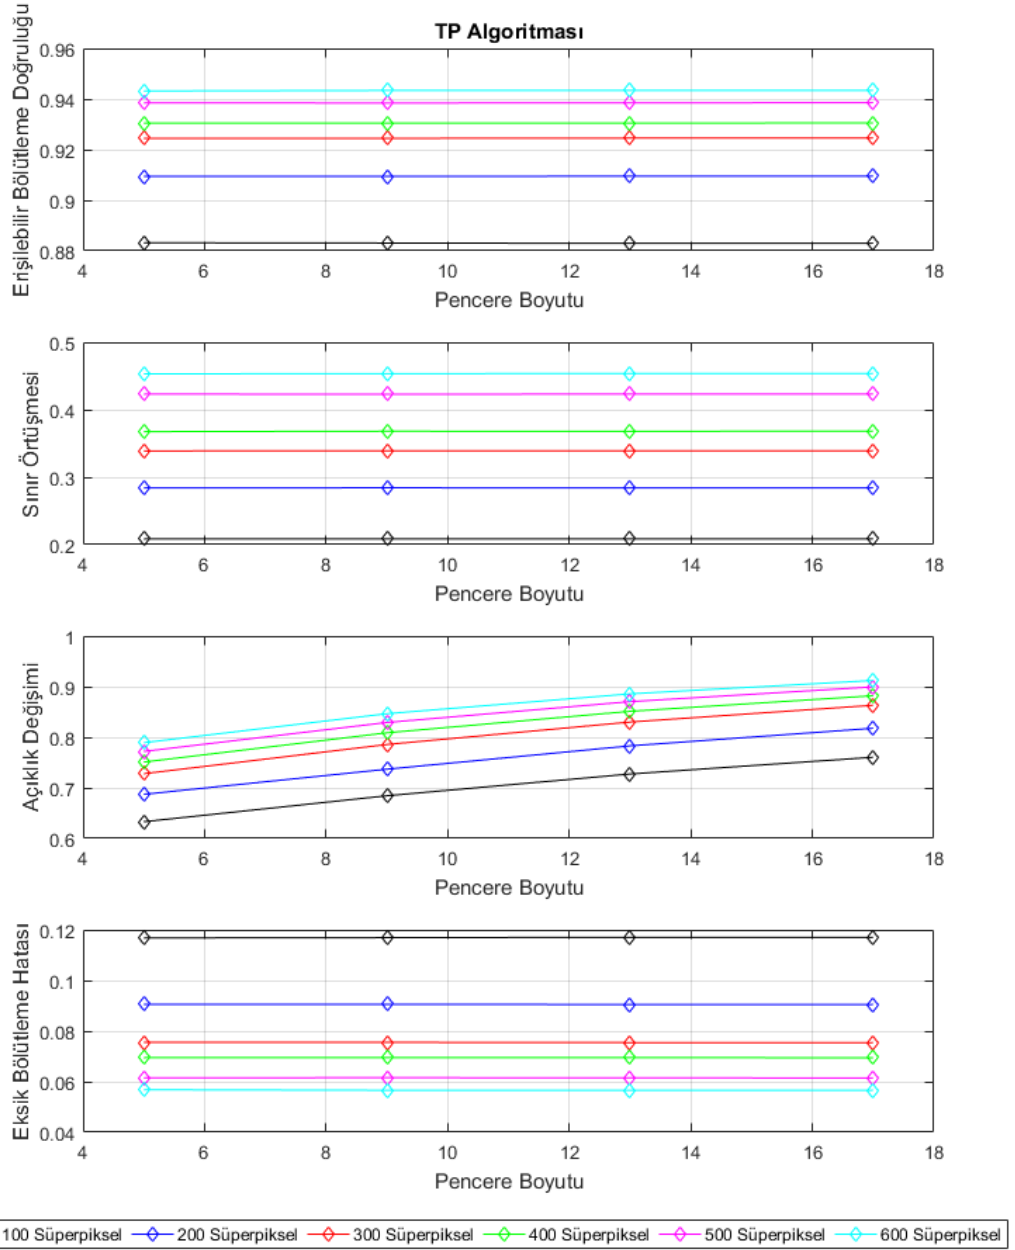 TP Algoritması
Erişilebilir Bölütleme Doğruluğu
0.96
0.94
0.92
0.9
0.88
4 6 8 10 12 14 16 18
Pencere Boyutu
Sınır Örtüşmesi
0.5
0.4
0.3
0.2
4 6 8 10 12 14 16 18
Pencere Boyutu
Açıklık Değişimi
1
0.9
0.8
0.7
0.6
4 6 8 10 12 14 16 18
Pencere Boyutu
Eksik Bölütleme Hatası
0.12
0.1
0.08
0.06
0.04
4 6 8 10 12 14 16 18
Pencere Boyutu
100 Süperpiksel 200 Süperpiksel 300 Süperpiksel 400 Süperpiksel 500 Süperpiksel 600 Süperpiksel